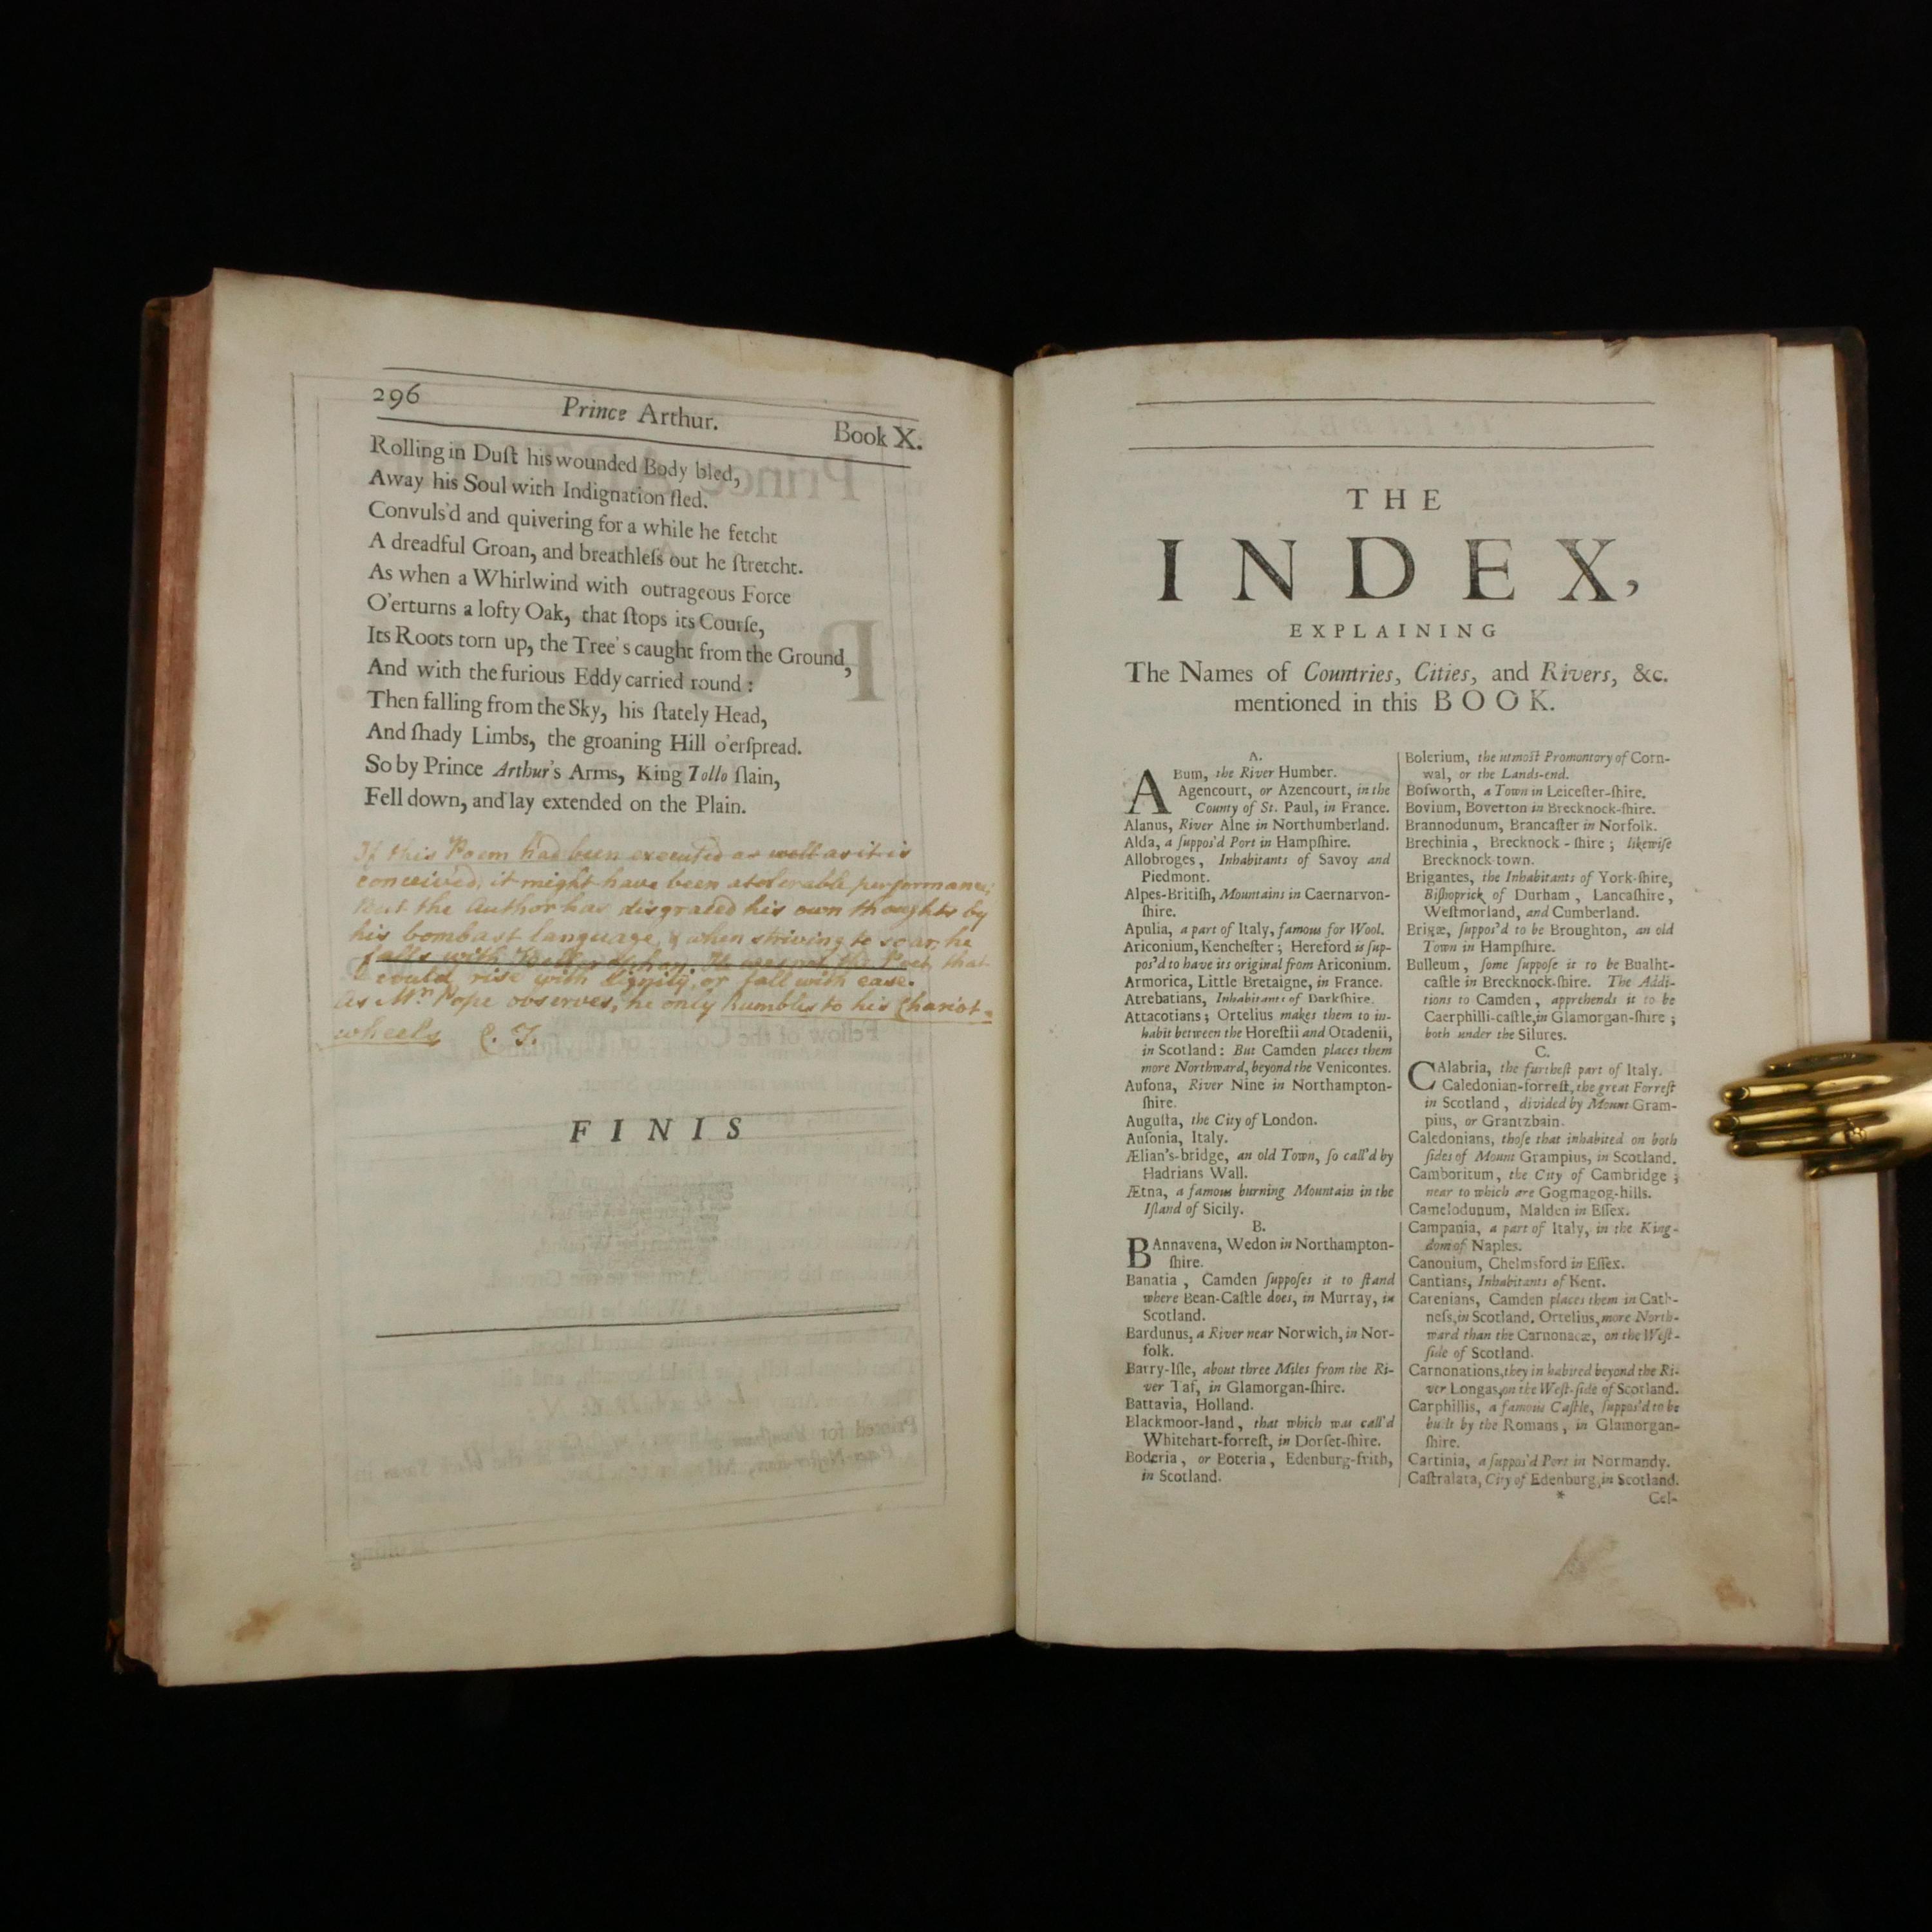 296 Prince Arthur. Book X.
Rolling in Duſt his wounded Body bled,
Away his Soul with Indignation fled.
Convuls'd and quivering for a while he fetcht
A dreadful Groan, and breathleſs out he ſtretcht.
As when a Whirlwind with outrageous Force
O'erturns a lofty Oak, that ſtops its Courſe,
Its Roots torn up, the Tree's caught from the Ground,
And with the furious Eddy carried round:
Then falling from the Sky, his ſtately Head,
And ſhady Limbs, the groaning Hill o'erſpread.
So by Prince Arthur's Arms, King Tollo ſlain,
Fell down, and lay extended on the Plain.
If this Poem had been executed as well as it is
conceived, it might have been a tolerable performance;
But the Author has disgraced his own thoughts by
his bombast language, & when striving to soar, he
falls with the Poet, that
could rise with dignity, or fall with ease.
As Mr. Pope observes, he only Rumbles to his Chariot-
wheels C. T.
FINIS
THE
INDEX,
EXPLAINING
The Names of Countries, Cities, and Rivers, &c.
mentioned in this BOOK.
A.
ABum, the River Humber.
Agencourt, or Azencourt, in the
County of St. Paul, in France.
Alanus, River Alne in Northumberland.
Alda, a ſuppos'd Port in Hampſhire.
Allobroges, Inhabitants of Savoy and
Piedmont.
Alpes-Britiſh, Mountains in Caernarvon-
ſhire.
Apulia, a part of Italy, famous for Wool.
Ariconium, Kencheſter; Hereford is ſup-
pos'd to have its original from Ariconium.
Armorica, Little Bretaigne, in France.
Atrebatians, Inhabitants of Barkſhire.
Attacotians; Ortelius makes them to in-
habit between the Horeſtii and Otadenii,
in Scotland: But Camden places them
more Northward, beyond the Venicontes.
Aufona, River Nine in Northampton-
ſhire.
Auguſta, the City of London.
Auſonia, Italy.
Ælian's-bridge, an old Town, ſo call'd by
Hadrians Wall.
Ætna, a famous burning Mountain in the
Iſland of Sicily.
B.
BAnnavena, Wedon in Northampton-
ſhire.
Banatia, Camden ſuppoſes it to ſtand
where Bean-Caſtle does, in Murray, in
Scotland.
Bardunus, a River near Norwich, in Nor-
folk.
Barry-Iſle, about three Miles from the Ri-
ver Taf, in Glamorgan-ſhire.
Battavia, Holland.
Blackmoor-land, that which was call'd
Whitehart-forreſt, in Dorſet-ſhire.
Boderia, or Boteria, Edenburg-frith,
in Scotland.
Bolerium, the utmoſt Promontory of Corn-
wal, or the Lands-end.
Boſworth, a Town in Leiceſter-ſhire.
Bovium, Boverton in Brecknock-ſhire.
Brannodunum, Brancaſter in Norfolk.
Brechinia, Brecknock-ſhire; likewiſe
Brecknock town.
Brigantes, the Inhabitants of York-ſhire,
Biſhoprick of Durham, Lancaſhire,
Weſtmorland, and Cumberland.
Brigæ, ſuppos'd to be Broughton, an old
Town in Hampſhire.
Bulleum, ſome ſuppoſe it to be Bualht-
caſtle in Brecknock-ſhire. The Addi-
tions to Camden, apprehends it to be
Caerphilli-caſtle, in Glamorgan-ſhire;
both under the Silures.
C.
CAlabria, the furtheſt part of Italy.
Caledonian-forreſt, the great Forreſt
in Scotland, divided by Mount Gram-
pius, or Grantzbain.
Caledonians, thoſe that inhabited on both
ſides of Mount Grampius, in Scotland.
Camboritum, the City of Cambridge;
near to which are Gogmagog-hills.
Camelodunum, Malden in Eſſex.
Campania, a part of Italy, in the King-
dom of Naples.
Canonium, Chelmsford in Eſſex.
Cantians, Inhabitants of Kent.
Carenians, Camden places them in Cath-
neſs, in Scotland. Ortelius, more North-
ward than the Carnonacæ, on the Weſt-
ſide of Scotland.
Carnonations, they inhabited beyond the Ri-
ver Longas, on the Weſt-ſide of Scotland.
Carphillis, a famous Caſtle, ſuppos'd to be
built by the Romans, in Glamorgan-
ſhire.
Cartinia, a ſuppos'd Port in Normandy.
Caſtralata, City of Edenburg, in Scotland.
* Cel-